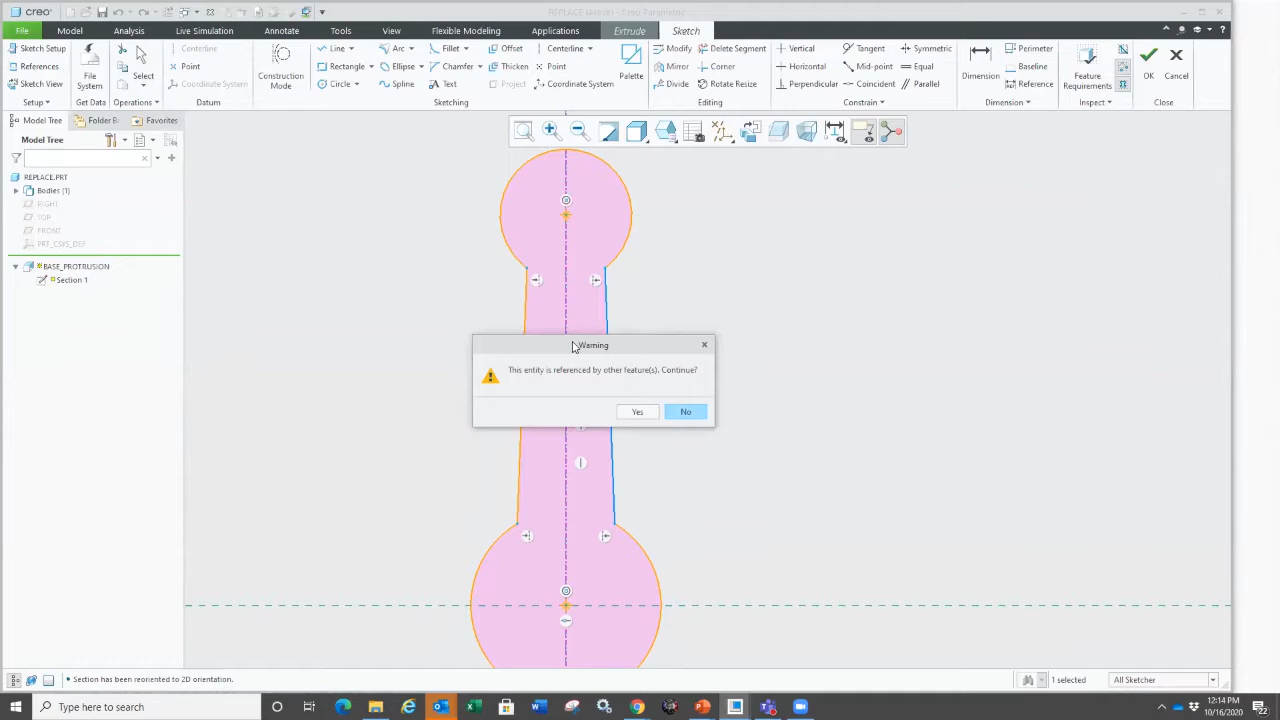 creo
REPLACE (Active) - Creo Parametric
File Model Analysis Live Simulation Annotate Tools View Flexible Modeling Applications Extrude Sketch
Sketch Setup
References
Sketch View
Setup
File System
Get Data
Select
Operations
Centerline
Point
Coordinate System
Datum
Construction Mode
Line Arc Fillet Offset Centerline
Rectangle Ellipse Chamfer Thicken Point
Circle Spline Text Project Coordinate System
Sketching
Palette
Modify Delete Segment
Mirror Corner
Divide Rotate Resize
Editing
Vertical Tangent Symmetric
Horizontal Mid-point Equal
Perpendicular Coincident Parallel
Constrain
Dimension
Perimeter
Baseline
Reference
Dimension
Feature Requirements
Inspect
OK
Cancel
Close
Model Tree Folder B Favorites
Model Tree
REPLACE.PRT
Bodies (1)
RIGHT
TOP
FRONT
PRT_CSYS_DEF
BASE_PROTRUSION
Section 1
Warning
This entity is referenced by other feature(s). Continue?
Yes No
Section has been reoriented to 2D orientation.
1 selected
All Sketcher
Type here to search
12:14 PM
10/16/2020
22